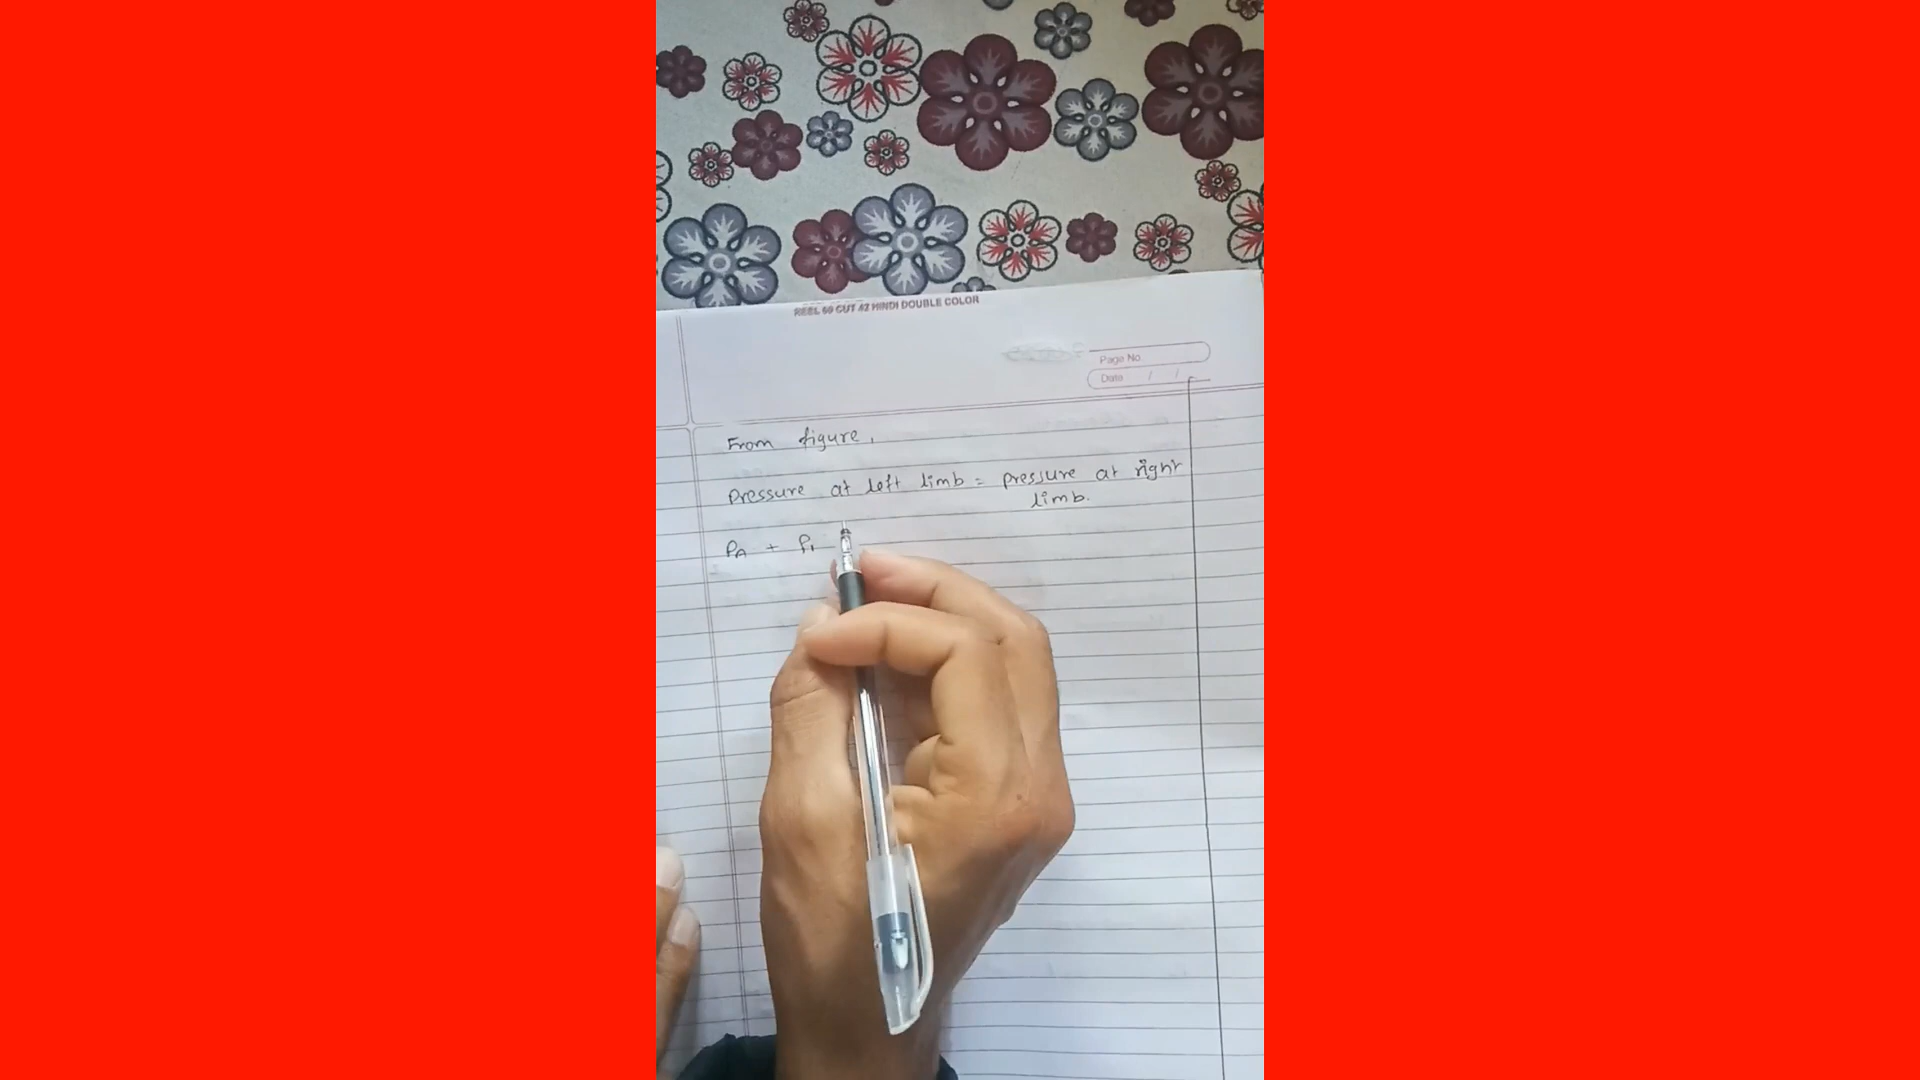 REEL 60 CUT 42 HINDI DOUBLE COLOR
Page No.
Date / /
From figure,
Pressure at left limb = pressure at right
limb.
PA + P1